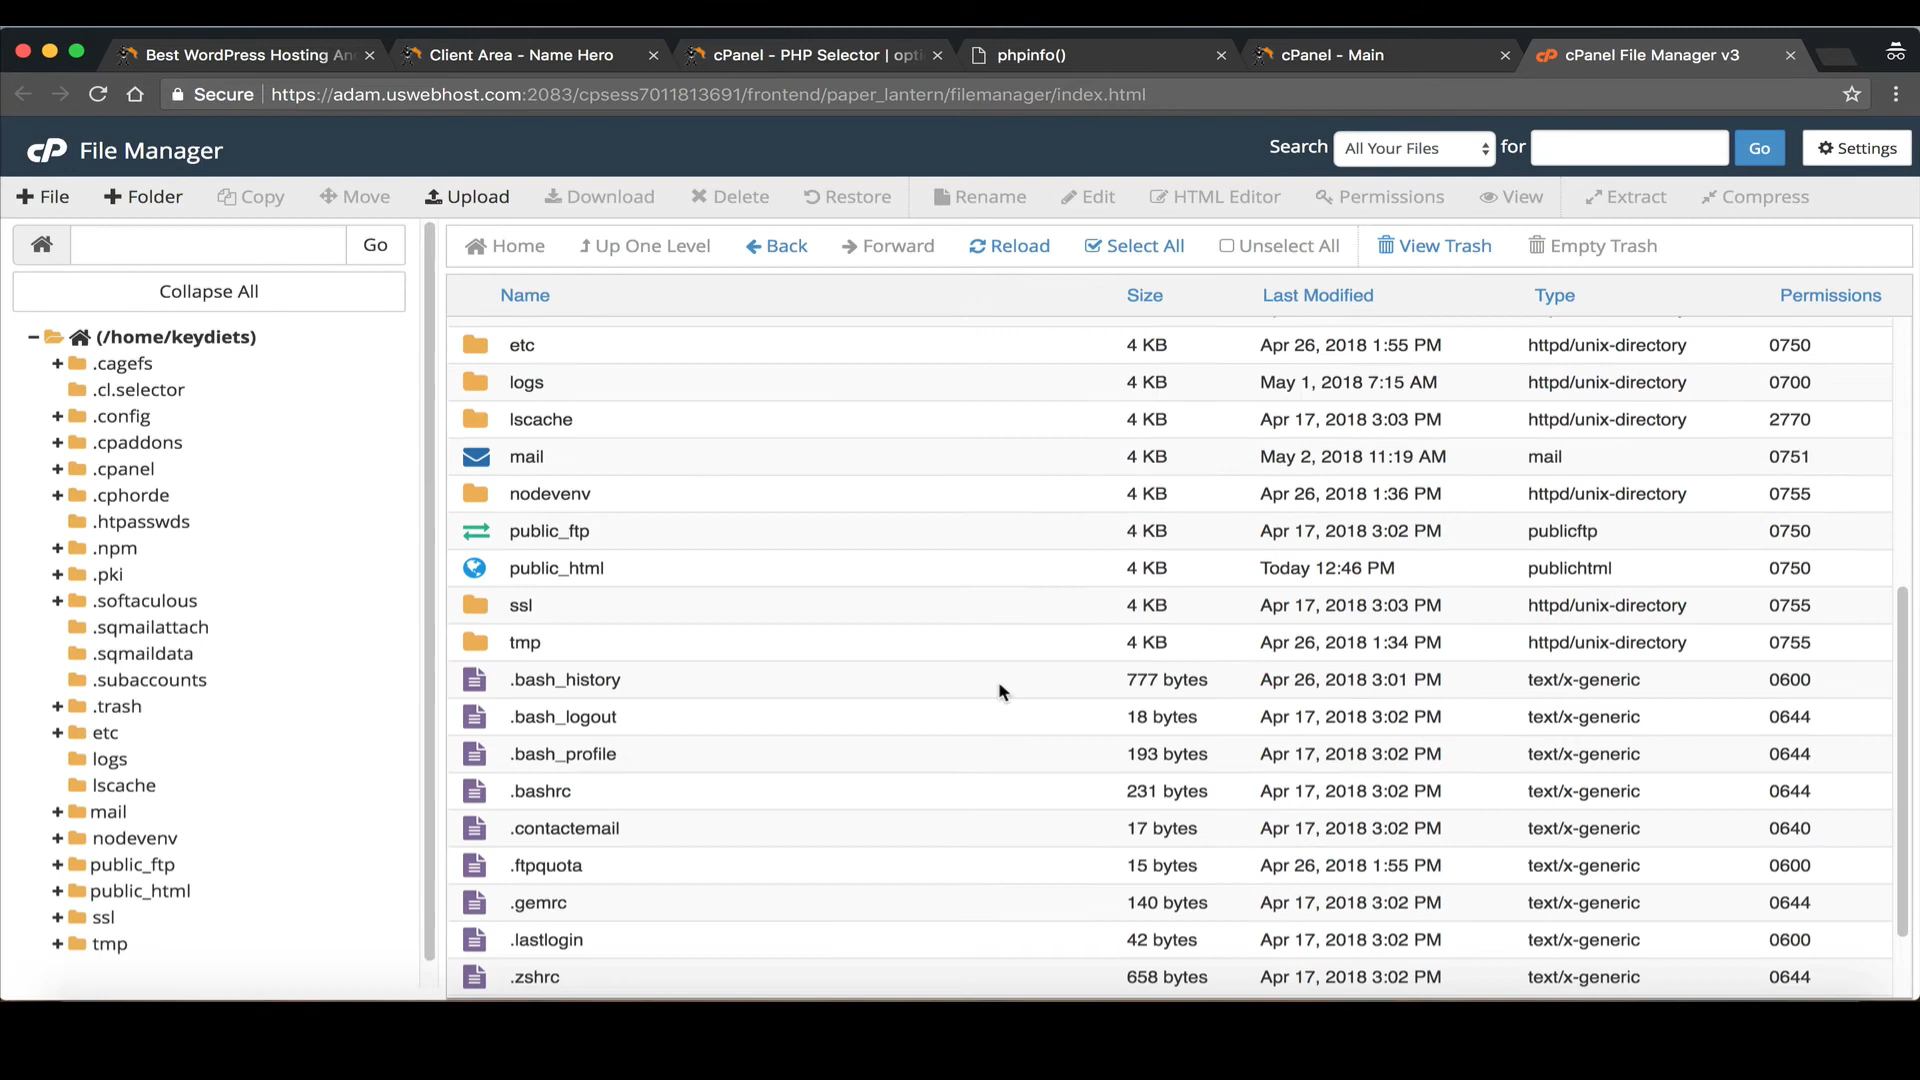 Best WordPress Hosting An
Client Area - Name Hero
cPanel - PHP Selector | opti
phpinfo()
cPanel - Main
cPanel File Manager v3
Secure https://adam.uswebhost.com:2083/cpsess7011813691/frontend/paper_lantern/filemanager/index.html
cP File Manager
Search All Your Files for Go Settings
File Folder Copy Move Upload Download Delete Restore Rename Edit HTML Editor Permissions View Extract Compress
Go
Collapse All
(/home/keydiets)
.cagefs
.cl.selector
.config
.cpaddons
.cpanel
.cphorde
.htpasswds
.npm
.pki
.softaculous
.sqmailattach
.sqmaildata
.subaccounts
.trash
etc
logs
lscache
mail
nodevenv
public_ftp
public_html
ssl
tmp
Home Up One Level Back Forward Reload Select All Unselect All View Trash Empty Trash
Name Size Last Modified Type Permissions
etc 4 KB Apr 26, 2018 1:55 PM httpd/unix-directory 0750
logs 4 KB May 1, 2018 7:15 AM httpd/unix-directory 0700
lscache 4 KB Apr 17, 2018 3:03 PM httpd/unix-directory 2770
mail 4 KB May 2, 2018 11:19 AM mail 0751
nodevenv 4 KB Apr 26, 2018 1:36 PM httpd/unix-directory 0755
public_ftp 4 KB Apr 17, 2018 3:02 PM publicftp 0750
public_html 4 KB Today 12:46 PM publichtml 0750
ssl 4 KB Apr 17, 2018 3:03 PM httpd/unix-directory 0755
tmp 4 KB Apr 26, 2018 1:34 PM httpd/unix-directory 0755
.bash_history 777 bytes Apr 26, 2018 3:01 PM text/x-generic 0600
.bash_logout 18 bytes Apr 17, 2018 3:02 PM text/x-generic 0644
.bash_profile 193 bytes Apr 17, 2018 3:02 PM text/x-generic 0644
.bashrc 231 bytes Apr 17, 2018 3:02 PM text/x-generic 0644
.contactemail 17 bytes Apr 17, 2018 3:02 PM text/x-generic 0640
.ftpquota 15 bytes Apr 26, 2018 1:55 PM text/x-generic 0600
.gemrc 140 bytes Apr 17, 2018 3:02 PM text/x-generic 0644
.lastlogin 42 bytes Apr 17, 2018 3:02 PM text/x-generic 0600
.zshrc 658 bytes Apr 17, 2018 3:02 PM text/x-generic 0644